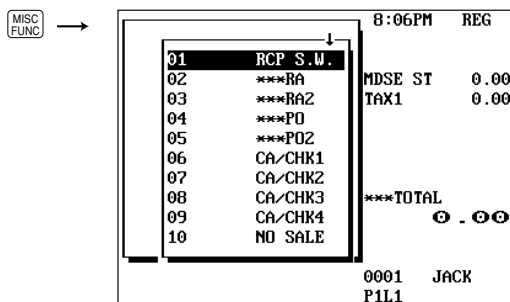 MISC
FUNC
8:06PM REG
01 RCP S.W.
02 ***RA
03 ***RA2
04 ***PO
05 ***PO2
06 CA/CHK1
07 CA/CHK2
08 CA/CHK3
09 CA/CHK4
10 NO SALE
MDSE ST 0.00
TAX1 0.00
***TOTAL
0.00
0001 JACK
P1L1